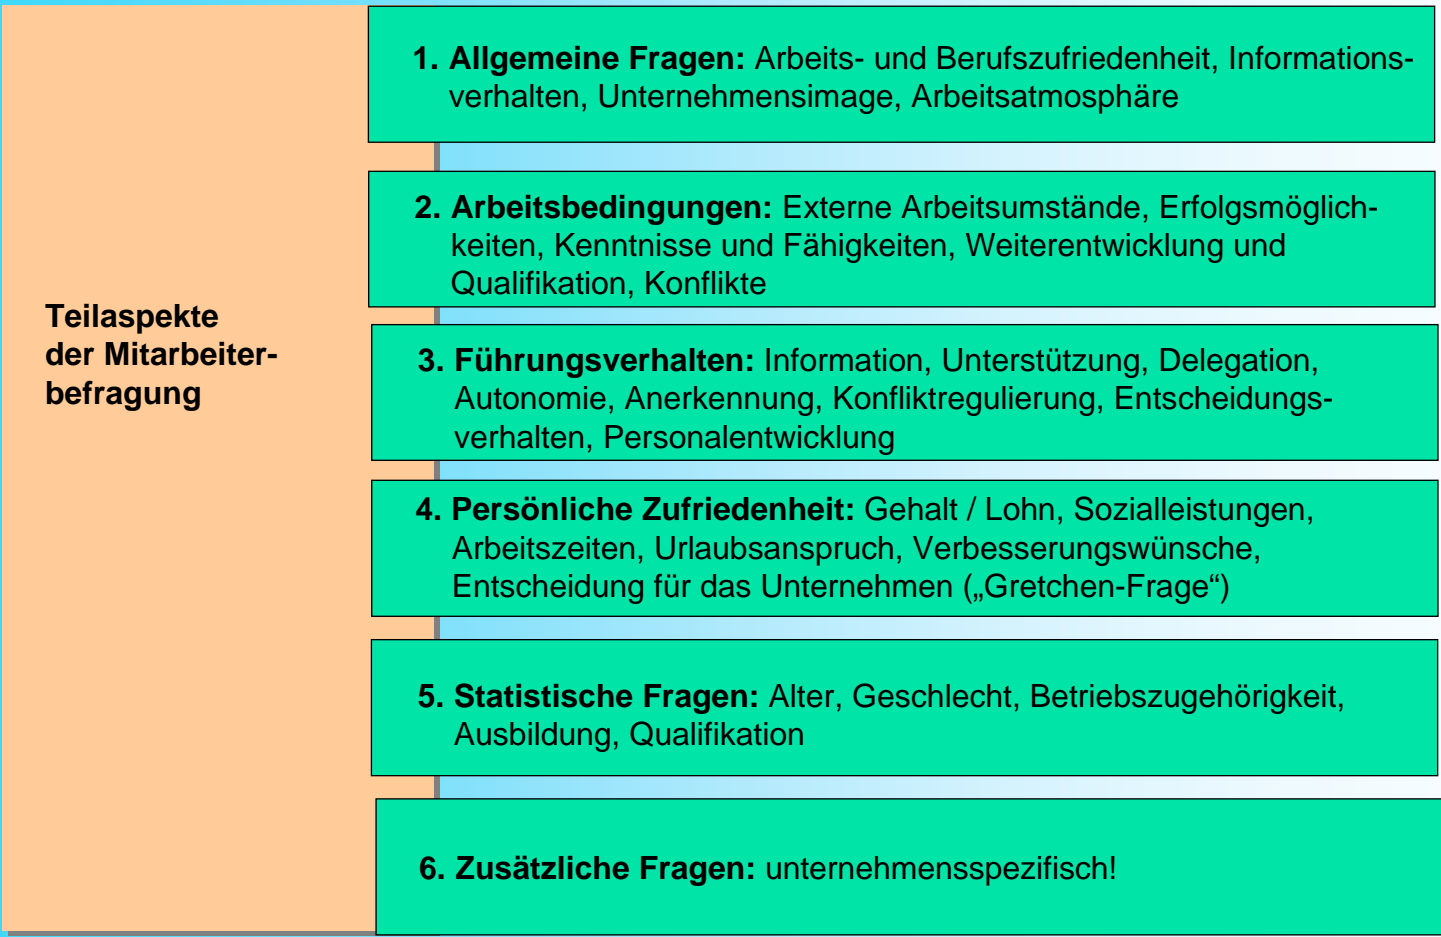 Teilaspekte
der Mitarbeiter-
befragung
1. Allgemeine Fragen: Arbeits- und Berufszufriedenheit, Informations-
verhalten, Unternehmensimage, Arbeitsatmosphäre
2. Arbeitsbedingungen: Externe Arbeitsumstände, Erfolgsmöglich-
keiten, Kenntnisse und Fähigkeiten, Weiterentwicklung und
Qualifikation, Konflikte
3. Führungsverhalten: Information, Unterstützung, Delegation,
Autonomie, Anerkennung, Konfliktregulierung, Entscheidungs-
verhalten, Personalentwicklung
4. Persönliche Zufriedenheit: Gehalt / Lohn, Sozialleistungen,
Arbeitszeiten, Urlaubsanspruch, Verbesserungswünsche,
Entscheidung für das Unternehmen („Gretchen-Frage“)
5. Statistische Fragen: Alter, Geschlecht, Betriebszugehörigkeit,
Ausbildung, Qualifikation
6. Zusätzliche Fragen: unternehmensspezifisch!